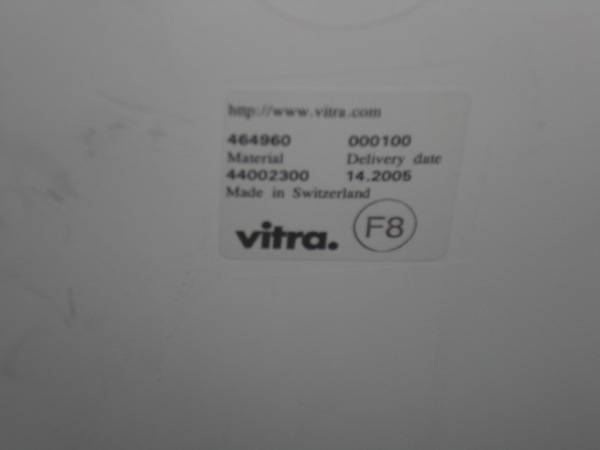 http://www.vitra.com
464960 000100
Material Delivery date
44002300 14.2005
Made in Switzerland
vitra. F8